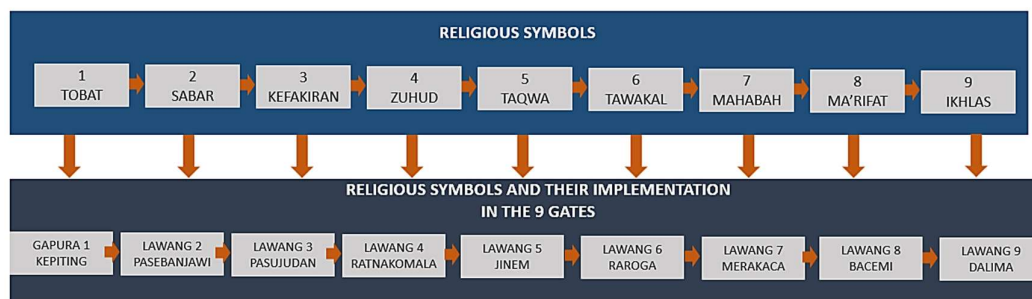 RELIGIOUS SYMBOLS
1
TOBAT
2
SABAR
3
KEFAKIRAN
4
ZUHUD
5
TAQWA
6
TAWAKAL
7
MAHABAH
8
MA'RIFAT
9
IKHLAS
RELIGIOUS SYMBOLS AND THEIR IMPLEMENTATION
IN THE 9 GATES
GAPURA 1
KEPITING
LAWANG 2
PASEBANJAWI
LAWANG 3
PASUJUDAN
LAWANG 4
RATNAKOMALA
LAWANG 5
JINEM
LAWANG 6
RAROGA
LAWANG 7
MERAKACA
LAWANG 8
BACEMI
LAWANG 9
DALIMA